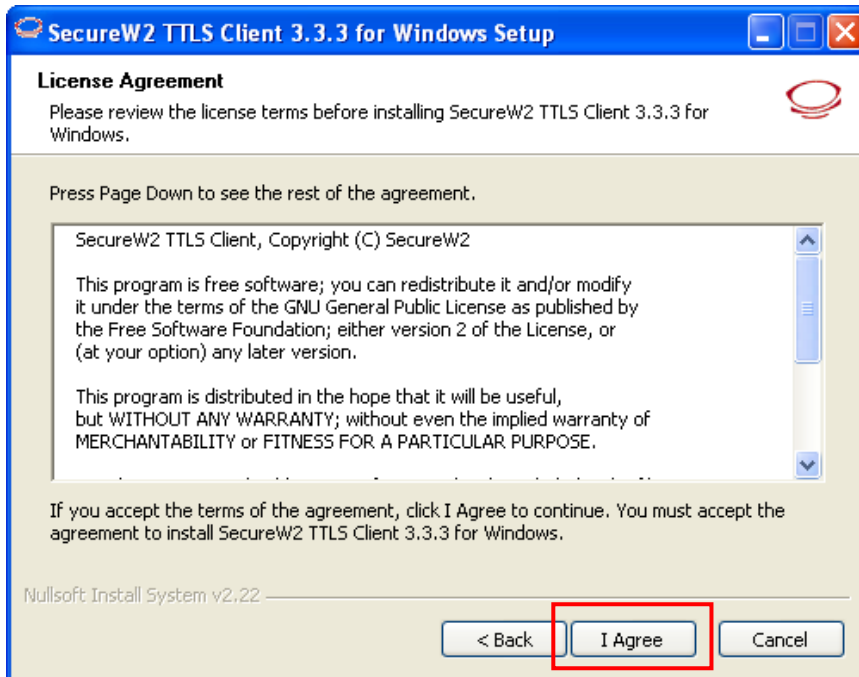 SecureW2 TTLS Client 3.3.3 for Windows Setup
License Agreement
Please review the license terms before installing SecureW2 TTLS Client 3.3.3 for
Windows.
Press Page Down to see the rest of the agreement.
SecureW2 TTLS Client, Copyright (C) SecureW2
This program is free software; you can redistribute it and/or modify
it under the terms of the GNU General Public License as published by
the Free Software Foundation; either version 2 of the License, or
(at your option) any later version.
This program is distributed in the hope that it will be useful,
but WITHOUT ANY WARRANTY; without even the implied warranty of
MERCHANTABILITY or FITNESS FOR A PARTICULAR PURPOSE.
If you accept the terms of the agreement, click I Agree to continue. You must accept the
agreement to install SecureW2 TTLS Client 3.3.3 for Windows.
Nullsoft Install System v2.22
< Back
I Agree
Cancel